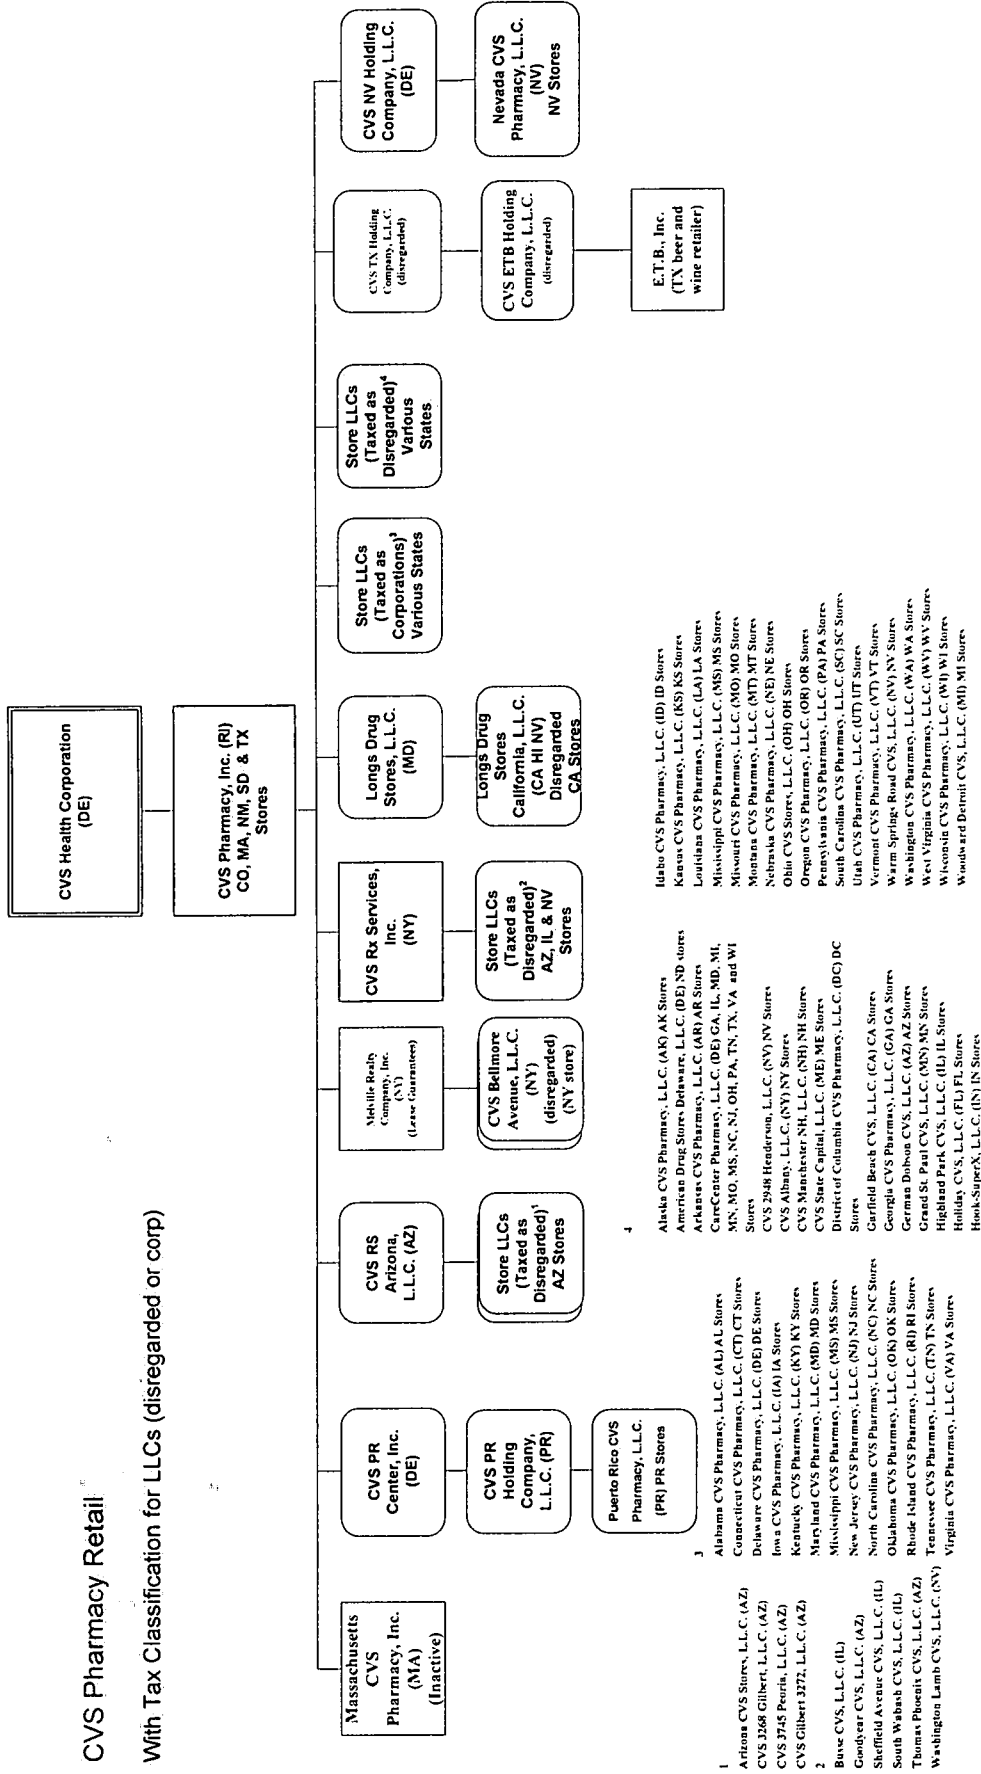 CVS Pharmacy Retail
With Tax Classification for LLCs (disregarded or corp)
CVS Health Corporation
(DE)
CVS Pharmacy, Inc. (RI)
CO, MA, NM, SD & TX
Stores
Massachusetts
CVS
Pharmacy, Inc.
(MA)
(Inactive)
CVS PR
Center, Inc.
(DE)
CVS PR
Holding
Company,
L.L.C. (PR)
Puerto Rico CVS
Pharmacy, L.L.C.
(PR) PR Stores
CVS RS
Arizona,
L.L.C. (AZ)
Store LLCs
(Taxed as
Disregarded)1
AZ Stores
Melville Realty
Company, Inc.
(NY)
(Lease Guarantees)
CVS Bellmore
Avenue, L.L.C.
(NY)
(disregarded)
(NY store)
CVS Rx Services,
Inc.
(NY)
Store LLCs
(Taxed as
Disregarded)2
AZ, IL & NV
Stores
Longs Drug
Stores, L.L.C.
(MD)
Longs Drug
Stores
California, L.L.C.
(CA HI NV)
Disregarded
CA Stores
Store LLCs
(Taxed as
Corporations)3
Various States
Store LLCs
(Taxed as
Disregarded)4
Various
States
CVS TX Holding
Company, L.L.C.
(disregarded)
CVS ETB Holding
Company, L.L.C.
(disregarded)
E.T.B., Inc.
(TX beer and
wine retailer)
CVS NV Holding
Company, L.L.C.
(DE)
Nevada CVS
Pharmacy, L.L.C.
(NV)
NV Stores
1
Arizona CVS Stores, L.L.C. (AZ)
CVS 3268 Gilbert, L.L.C. (AZ)
CVS 3745 Peoria, L.L.C. (AZ)
CVS Gilbert 3272, L.L.C. (AZ)
2
Busse CVS, L.L.C. (IL)
Goodyear CVS, L.L.C. (AZ)
Sheffield Avenue CVS, L.L.C. (IL)
South Wabash CVS, L.L.C. (IL)
Thomas Phoenix CVS, L.L.C. (AZ)
Washington Lamb CVS, L.L.C. (NV)
3
Alabama CVS Pharmacy, L.L.C. (AL) AL Stores
Connecticut CVS Pharmacy, L.L.C. (CT) CT Stores
Delaware CVS Pharmacy, L.L.C. (DE) DE Stores
Iowa CVS Pharmacy, L.L.C. (IA) IA Stores
Kentucky CVS Pharmacy, L.L.C. (KY) KY Stores
Maryland CVS Pharmacy, L.L.C. (MD) MD Stores
Mississippi CVS Pharmacy, L.L.C. (MS) MS Stores
New Jersey CVS Pharmacy, L.L.C. (NJ) NJ Stores
North Carolina CVS Pharmacy, L.L.C. (NC) NC Stores
Oklahoma CVS Pharmacy, L.L.C. (OK) OK Stores
Rhode Island CVS Pharmacy, L.L.C. (RI) RI Stores
Tennessee CVS Pharmacy, L.L.C. (TN) TN Stores
Virginia CVS Pharmacy, L.L.C. (VA) VA Stores
4
Alaska CVS Pharmacy, L.L.C. (AK) AK Stores
American Drug Stores Delaware, L.L.C. (DE) ND stores
Arkansas CVS Pharmacy, L.L.C. (AR) AR Stores
CareCenter Pharmacy, L.L.C. (DE) GA, IL, MD, MI,
MN, MO, MS, NC, NJ, OH, PA, TN, TX, VA and WI
Stores
CVS 2948 Henderson, L.L.C. (NV) NV Stores
CVS Albany, L.L.C. (NY) NY Stores
CVS Manchester NH, L.L.C. (NH) NH Stores
CVS State Capital, L.L.C. (ME) ME Stores
District of Columbia CVS Pharmacy, L.L.C. (DC) DC
Stores
Garfield Beach CVS, L.L.C. (CA) CA Stores
Georgia CVS Pharmacy, L.L.C. (GA) GA Stores
German Dobson CVS, L.L.C. (AZ) AZ Stores
Grand St. Paul CVS, L.L.C. (MN) MN Stores
Highland Park CVS, L.L.C. (IL) IL Stores
Holiday CVS, L.L.C. (FL) FL Stores
Hook-SuperX, L.L.C. (IN) IN Stores
Idaho CVS Pharmacy, L.L.C. (ID) ID Stores
Kansas CVS Pharmacy, L.L.C. (KS) KS Stores
Louisiana CVS Pharmacy, L.L.C. (LA) LA Stores
Mississippi CVS Pharmacy, L.L.C. (MS) MS Stores
Missouri CVS Pharmacy, L.L.C. (MO) MO Stores
Montana CVS Pharmacy, L.L.C. (MT) MT Stores
Nebraska CVS Pharmacy, L.L.C. (NE) NE Stores
Ohio CVS Stores, L.L.C. (OH) OH Stores
Oregon CVS Pharmacy, L.L.C. (OR) OR Stores
Pennsylvania CVS Pharmacy, L.L.C. (PA) PA Stores
South Carolina CVS Pharmacy, L.L.C. (SC) SC Stores
Utah CVS Pharmacy, L.L.C. (UT) UT Stores
Vermont CVS Pharmacy, L.L.C. (VT) VT Stores
Warm Springs Road CVS, L.L.C. (NV) NV Stores
Washington CVS Pharmacy, L.L.C. (WA) WA Stores
West Virginia CVS Pharmacy, L.L.C. (WV) WV Stores
Wisconsin CVS Pharmacy, L.L.C. (WI) WI Stores
Woodward Detroit CVS, L.L.C. (MI) MI Stores